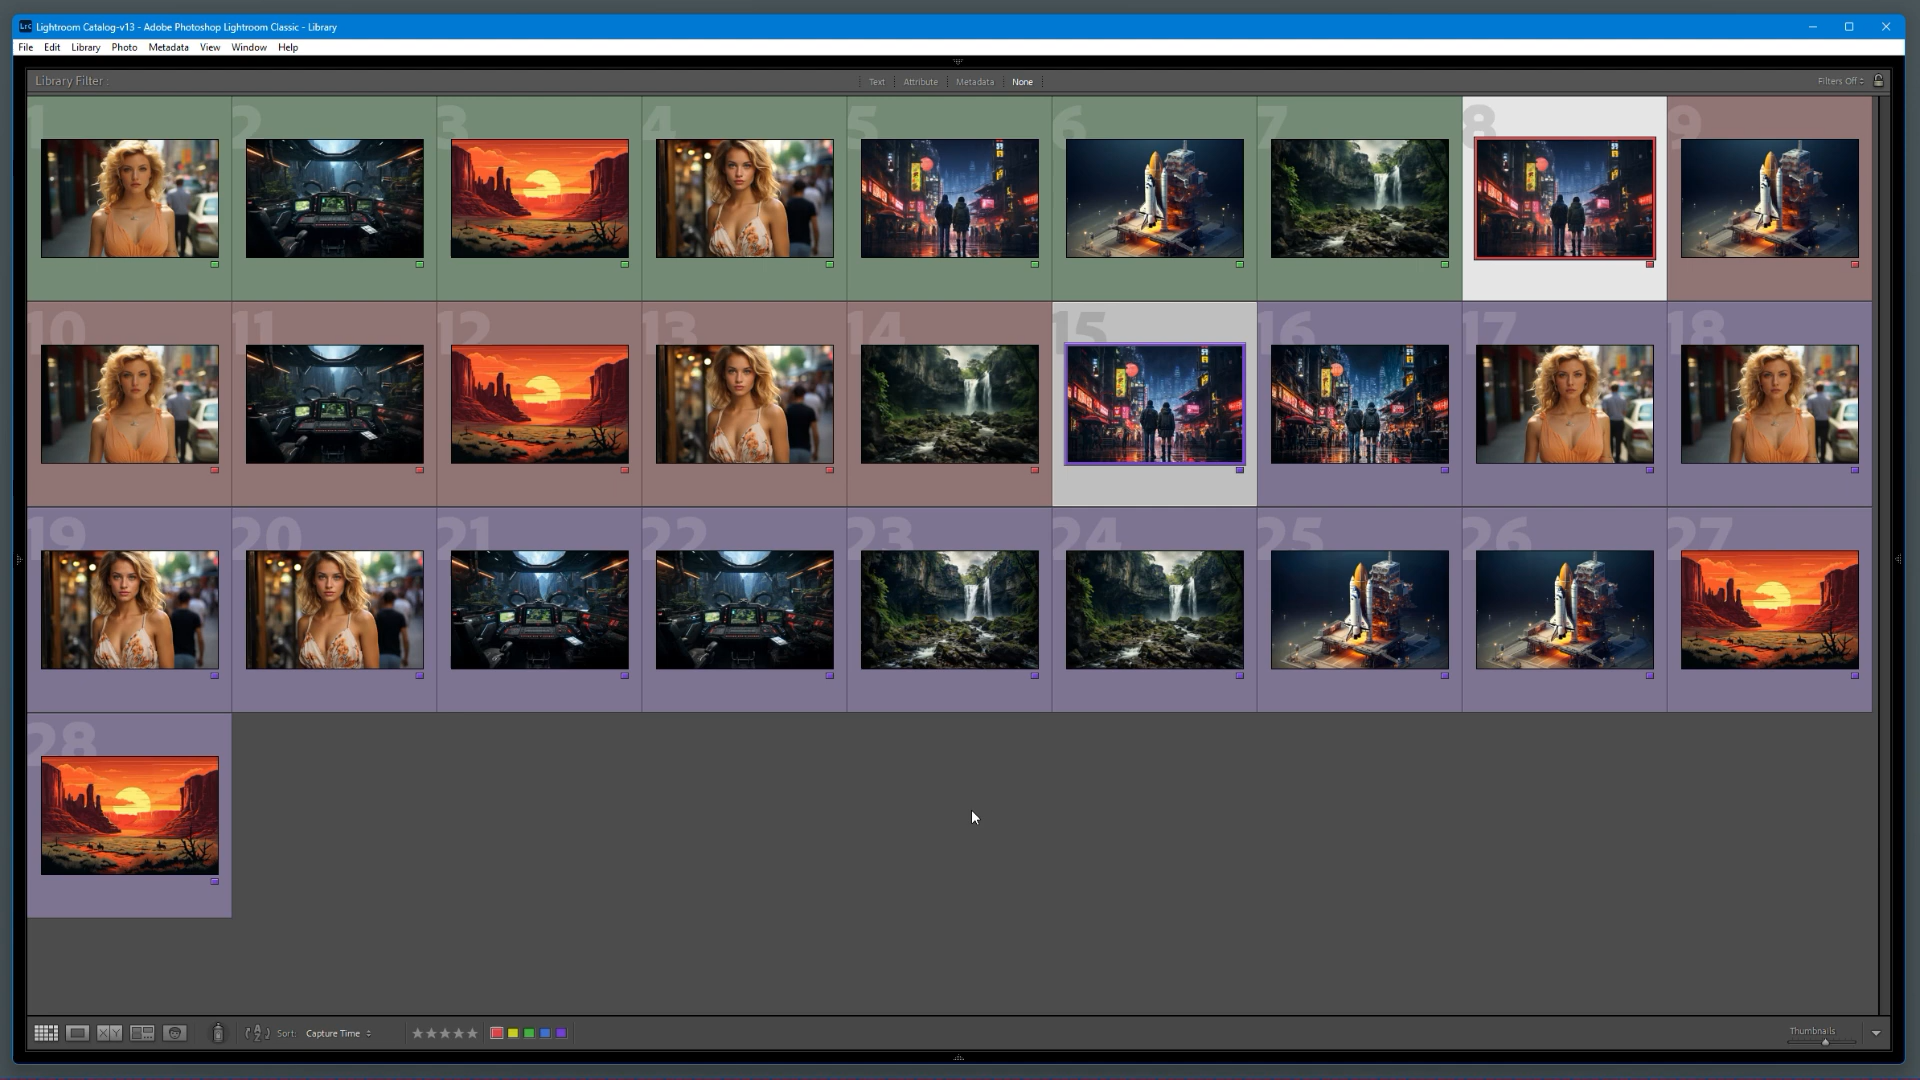 LrC Lightroom Catalog-v13 - Adobe Photoshop Lightroom Classic - Library
File Edit Library Photo Metadata View Window Help
Library Filter : Text Attribute Metadata None Filters Off
1 2 3 4 5 6 7 8 9
10 11 12 13 14 15 16 17 18
19 20 21 22 23 24 25 26 27
28
X Y A Z Sort: Capture Time Thumbnails